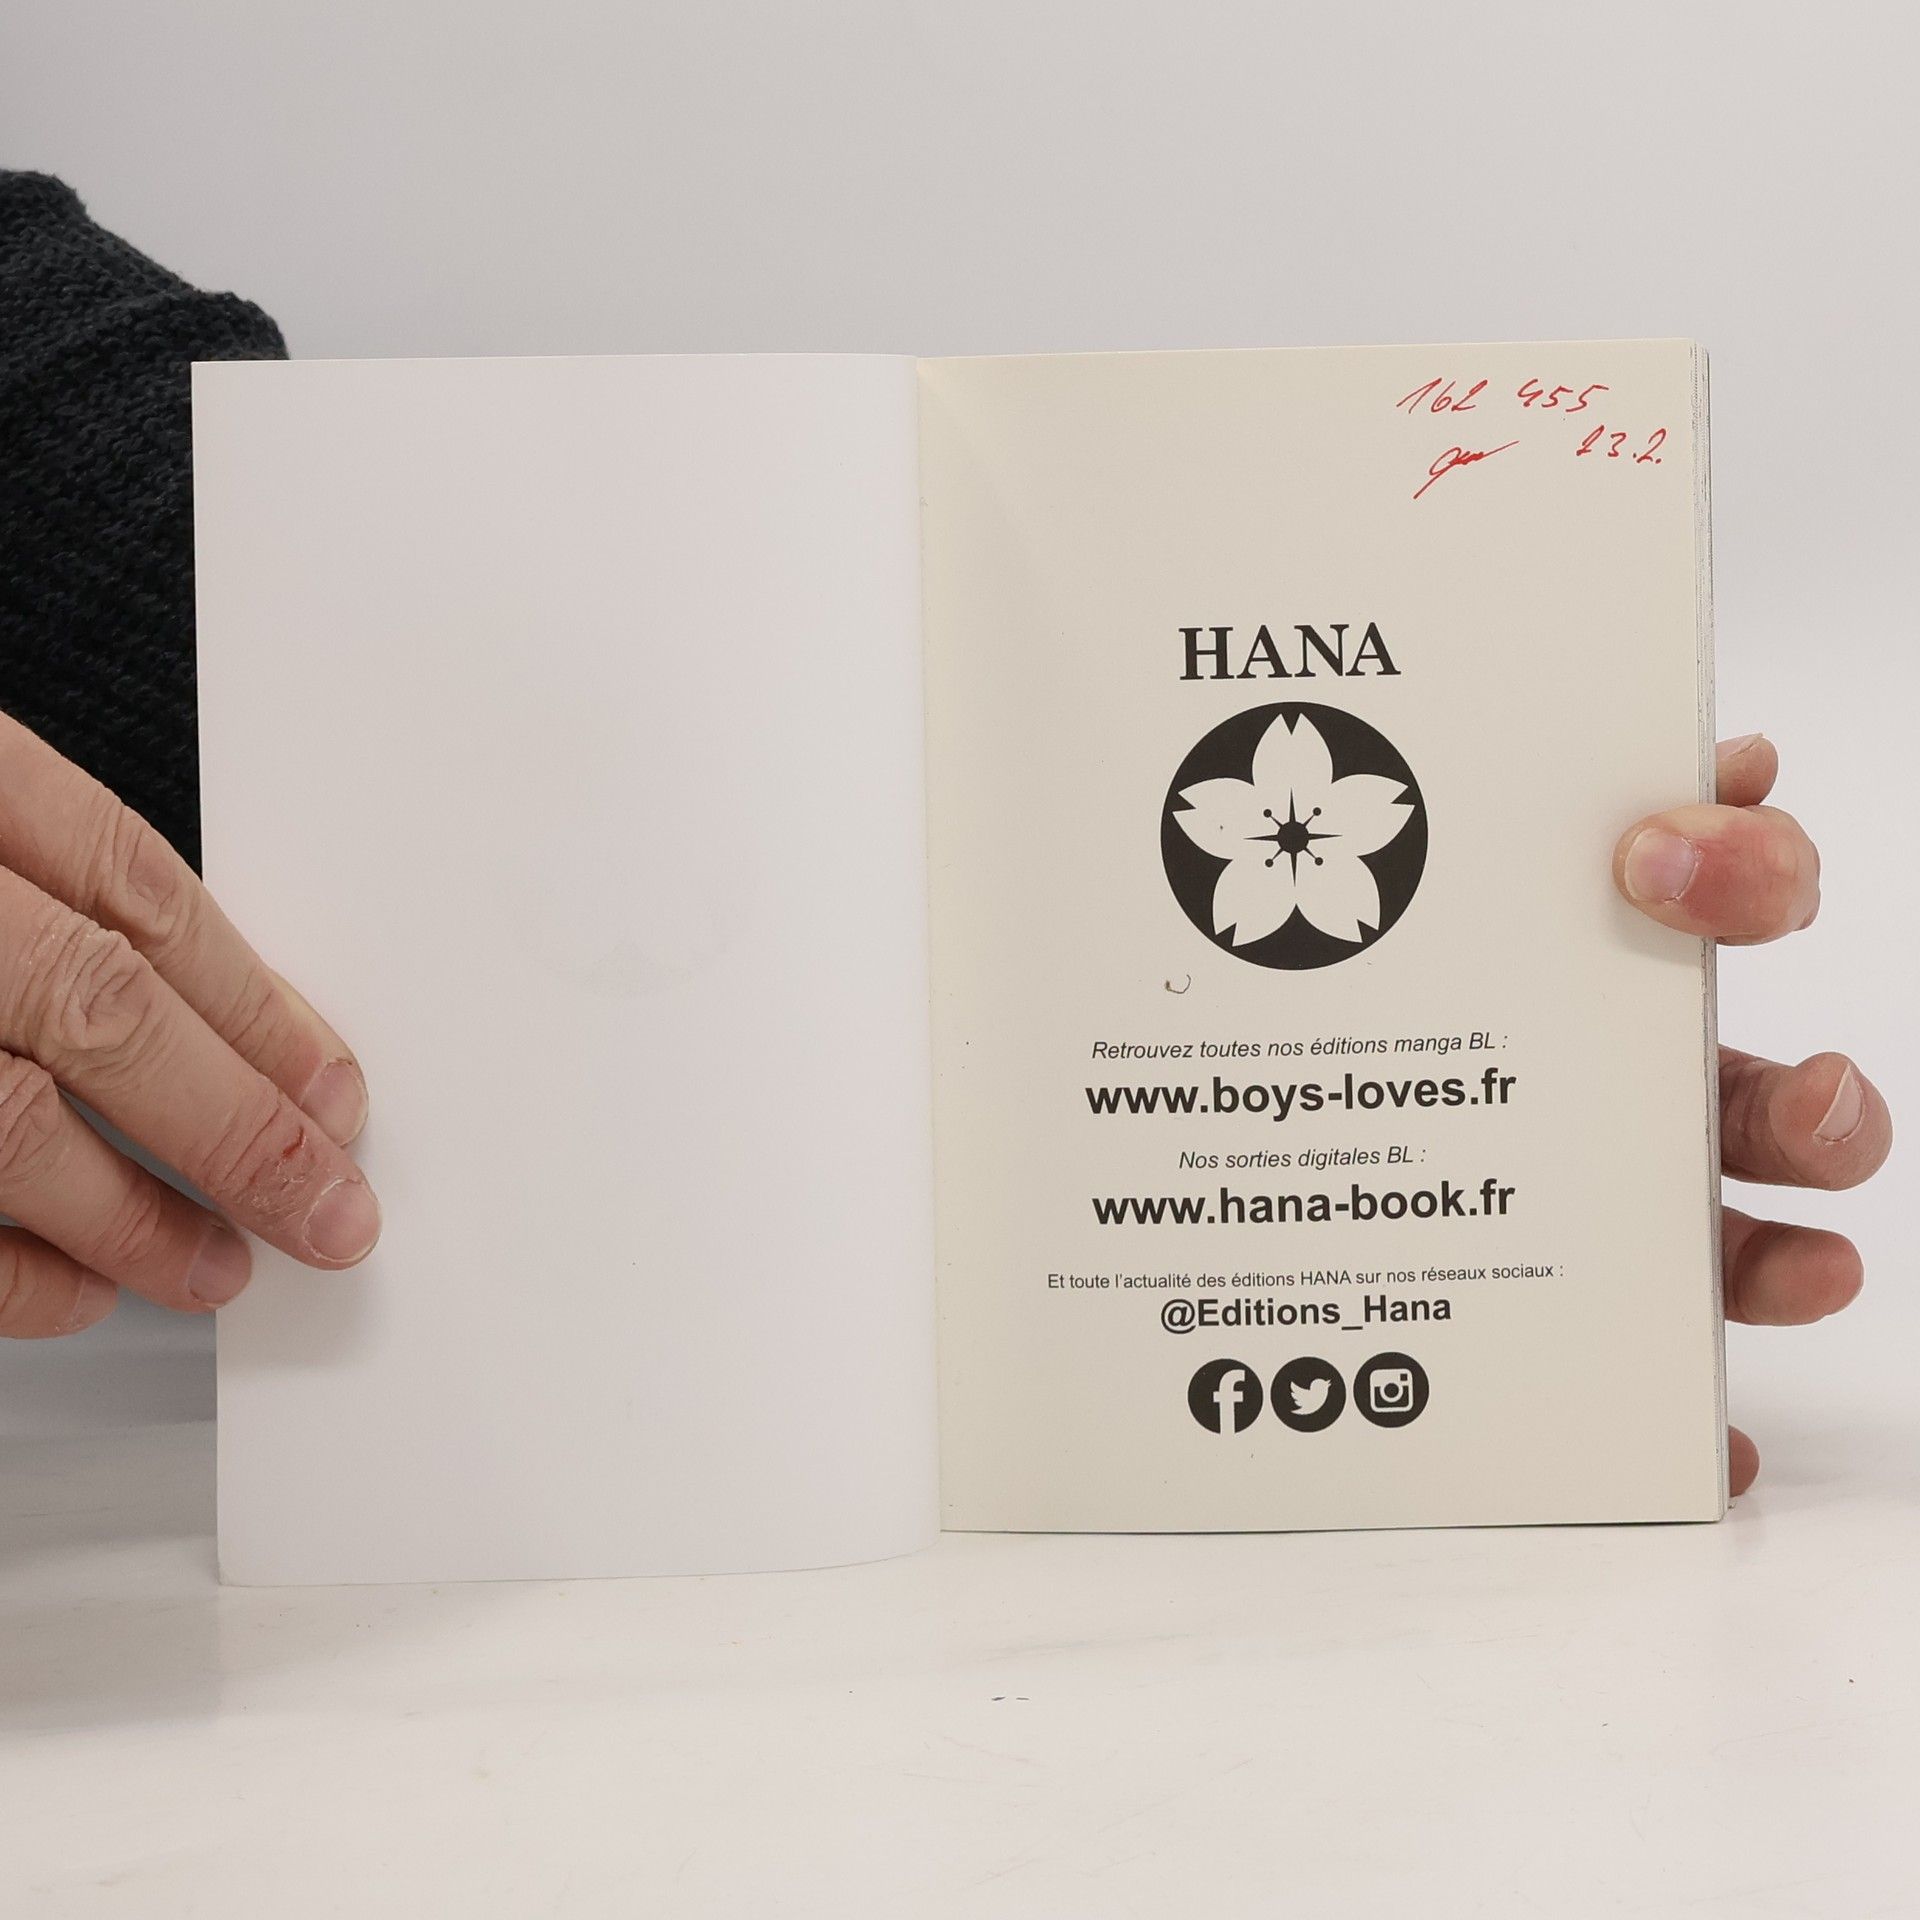 162 455
23.2.
HANA
Retrouvez toutes nos éditions manga BL :
www.boys-loves.fr
Nos sorties digitales BL :
www.hana-book.fr
Et toute l'actualité des éditions HANA sur nos réseaux sociaux :
@Editions_Hana